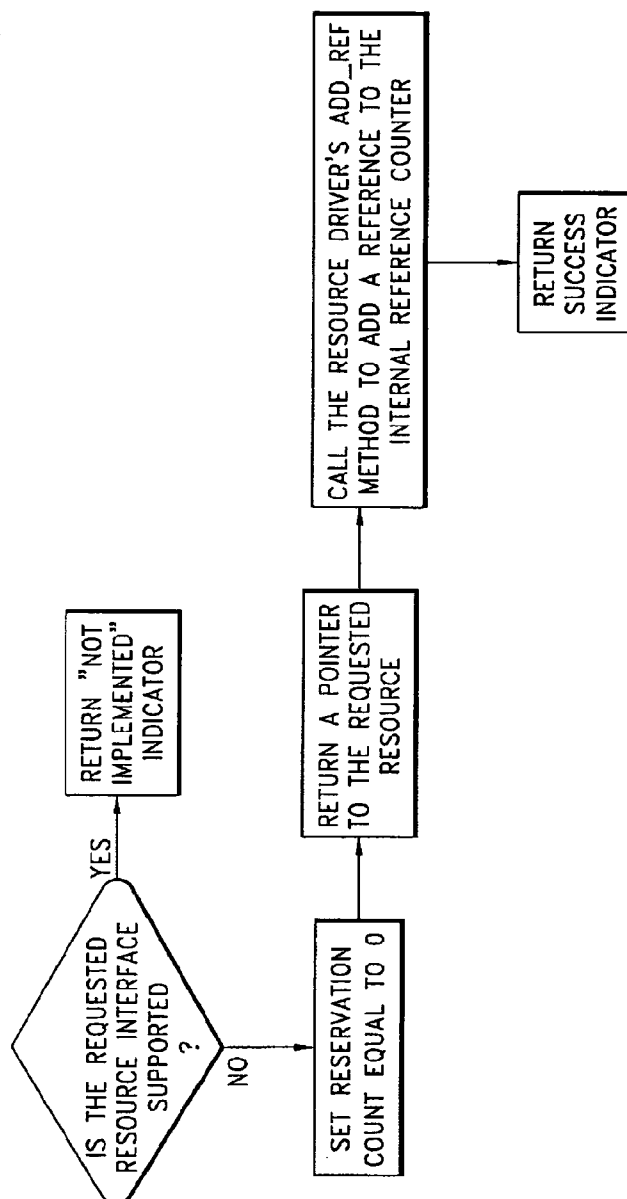 IS THE REQUESTED
RESOURCE INTERFACE
SUPPORTED
?
YES
RETURN "NOT
IMPLEMENTED"
INDICATOR
NO
SET RESERVATION
COUNT EQUAL TO 0
RETURN A POINTER
TO THE REQUESTED
RESOURCE
CALL THE RESOURCE DRIVER'S ADD_REF
METHOD TO ADD A REFERENCE TO THE
INTERNAL REFERENCE COUNTER
RETURN
SUCCESS
INDICATOR